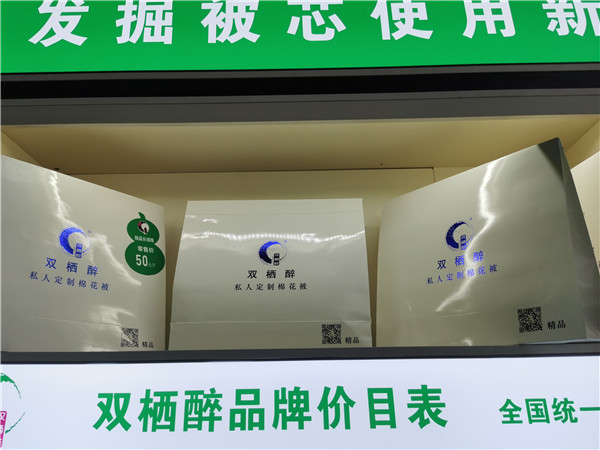 发掘被芯使用新
双栖醉
私人定制棉花被
精品
零售价
50
双栖醉
私人定制棉花被
精品
双栖醉
私人定制棉花被
精品
双栖醉品牌价目表
全国统一